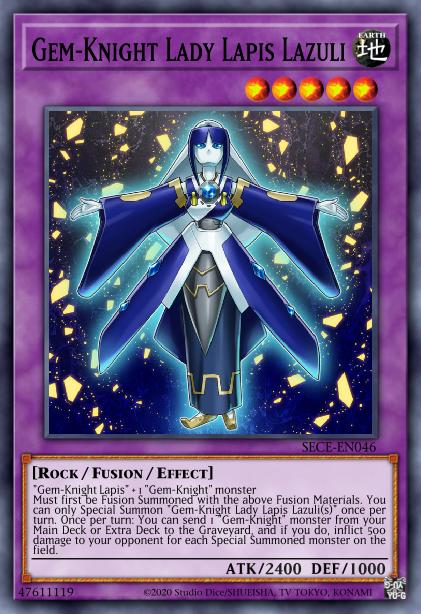 Gem-Knight Lady Lapis Lazuli
EARTH
地
SECE-EN046
[Rock / Fusion / Effect]
"Gem-Knight Lapis" + 1 "Gem-Knight" monster
Must first be Fusion Summoned with the above Fusion Materials. You
can only Special Summon "Gem-Knight Lady Lapis Lazuli(s)" once per
turn. Once per turn: You can send 1 "Gem-Knight" monster from your
Main Deck or Extra Deck to the Graveyard, and if you do, inflict 500
damage to your opponent for each Special Summoned monster on the
field.
ATK/2400 DEF/1000
47611119 ©2020 Studio Dice/SHUEISHA, TV TOKYO, KONAMI